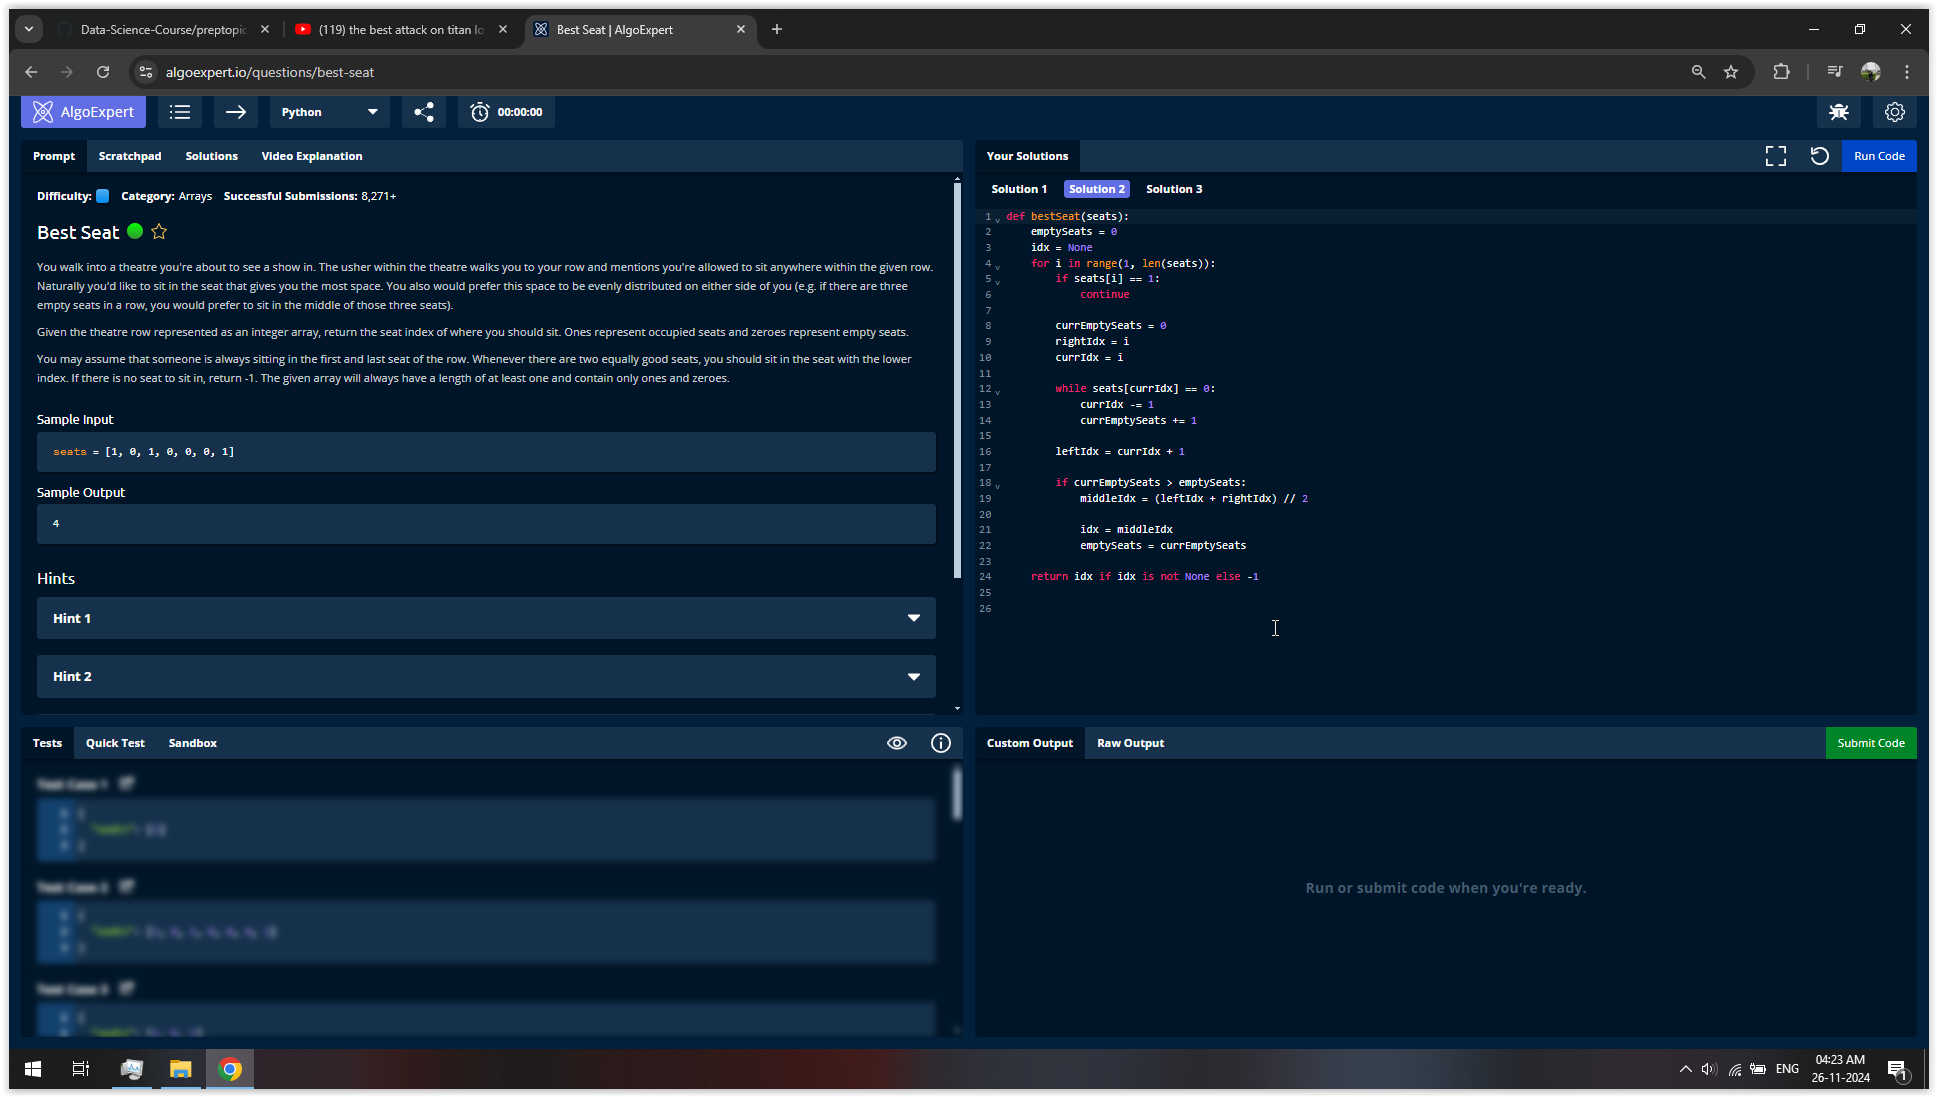 Data-Science-Course/preptopic
(119) the best attack on titan lo
Best Seat | AlgoExpert
algoexpert.io/questions/best-seat
AlgoExpert
Python
00:00:00
Prompt
Scratchpad
Solutions
Video Explanation
Difficulty:
Category: Arrays
Successful Submissions: 8,271+
Best Seat
You walk into a theatre you're about to see a show in. The usher within the theatre walks you to your row and mentions you're allowed to sit anywhere within the given row.
Naturally you'd like to sit in the seat that gives you the most space. You also would prefer this space to be evenly distributed on either side of you (e.g. if there are three
empty seats in a row, you would prefer to sit in the middle of those three seats).
Given the theatre row represented as an integer array, return the seat index of where you should sit. Ones represent occupied seats and zeroes represent empty seats.
You may assume that someone is always sitting in the first and last seat of the row. Whenever there are two equally good seats, you should sit in the seat with the lower
index. If there is no seat to sit in, return -1. The given array will always have a length of at least one and contain only ones and zeroes.
Sample Input
seats = [1, 0, 1, 0, 0, 0, 1]
Sample Output
4
Hints
Hint 1
Hint 2
Your Solutions
Run Code
Solution 1
Solution 2
Solution 3
1 def bestSeat(seats):
2     emptySeats = 0
3     idx = None
4     for i in range(1, len(seats)):
5         if seats[i] == 1:
6             continue
7
8         currEmptySeats = 0
9         rightIdx = i
10         currIdx = i
11
12         while seats[currIdx] == 0:
13             currIdx -= 1
14             currEmptySeats += 1
15
16         leftIdx = currIdx + 1
17
18         if currEmptySeats > emptySeats:
19             middleIdx = (leftIdx + rightIdx) // 2
20
21             idx = middleIdx
22             emptySeats = currEmptySeats
23
24     return idx if idx is not None else -1
25
26
Tests
Quick Test
Sandbox
Test Case 1
Test Case 2
Test Case 3
Custom Output
Raw Output
Submit Code
Run or submit code when you're ready.
ENG
04:23 AM
26-11-2024
1